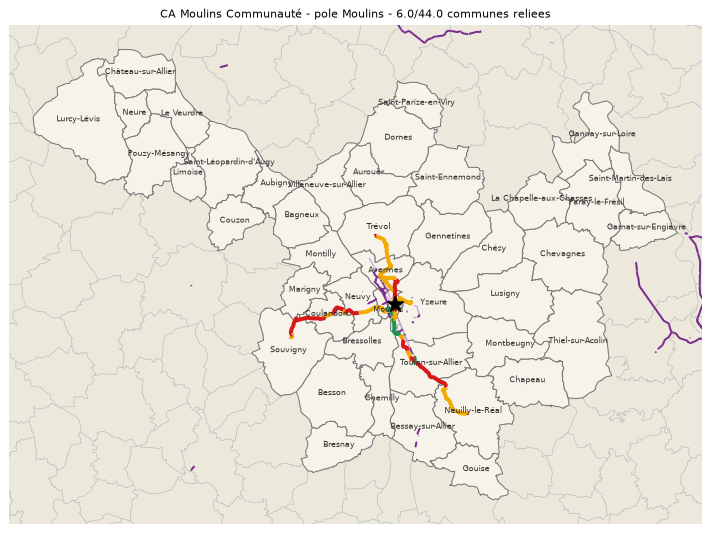 CA Moulins Communauté - pole Moulins - 6.0/44.0 communes reliees
Château-sur-Allier
Saint-Parize-en-Viry
Lurcy-Lévis
Neure
Le Veurdre
Gannay-sur-Loire
Dornes
Pouzy-Mésangy
Saint-Léopardin-d'Augy
Limoise
Aurouër
Saint-Ennemond
Saint-Martin-des-Lais
Aubigny
Villeneuve-sur-Allier
La Chapelle-aux-Chasses
Paray-le-Frésil
Bagneux
Couzon
Trévol
Garnat-sur-Engièvre
Gennetines
Chézy
Montilly
Chevagnes
Avermes
Marigny
Neuvy
Lusigny
Yzeure
Coulandon
Moulins
Bressolles
Montbeugny
Thiel-sur-Acolin
Souvigny
Toulon-sur-Allier
Chapeau
Besson
Chemilly
Neuilly-le-Réal
Bessay-sur-Allier
Bresnay
Gouise